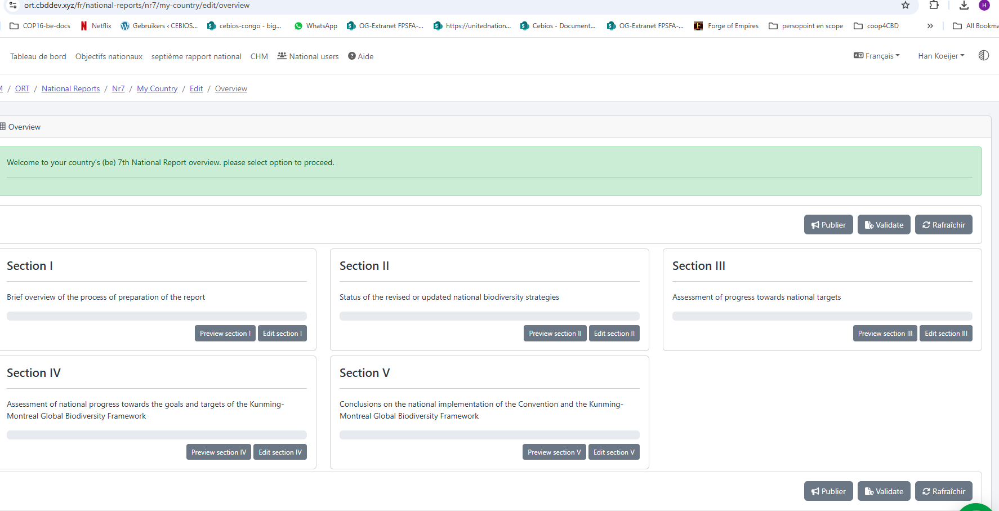 ort.cbddev.xyz/fr/national-reports/nr7/my-country/edit/overview
H
COP16-be-docs Netflix Gebruikers ‹ CEBIOS... cebios-congo - big... WhatsApp OG-Extranet FPSFA-... https://unitednation... Cebios - Document... OG-Extranet FPSFA-... Forge of Empires persopoint en scope coop4CBD » All Bookma
Tableau de bord Objectifs nationaux septième rapport national CHM National users Aide Français Han Koeijer
/ ORT / National Reports / Nr7 / My Country / Edit / Overview
Overview
Welcome to your country's (be) 7th National Report overview. please select option to proceed.
Publier Validate Rafraîchir
Section I
Brief overview of the process of preparation of the report
Preview section I Edit section I
Section II
Status of the revised or updated national biodiversity strategies
Preview section II Edit section II
Section III
Assessment of progress towards national targets
Preview section III Edit section III
Section IV
Assessment of national progress towards the goals and targets of the Kunming-
Montreal Global Biodiversity Framework
Preview section IV Edit section IV
Section V
Conclusions on the national implementation of the Convention and the Kunming-
Montreal Global Biodiversity Framework
Preview section V Edit section V
Publier Validate Rafraîchir